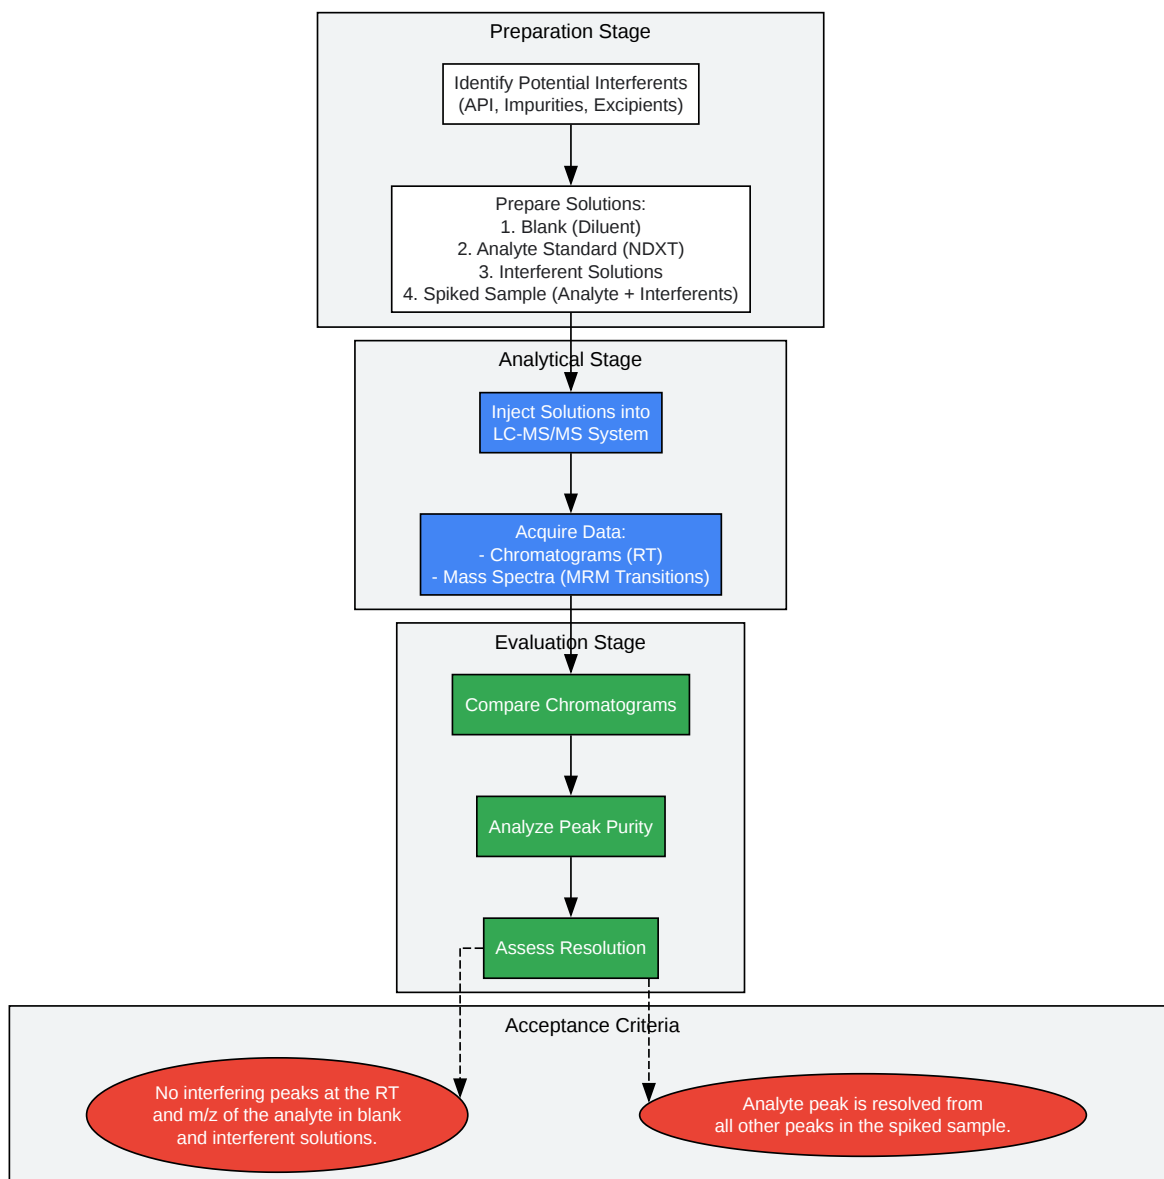 Preparation Stage
Identify Potential Interferents
(API, Impurities, Excipients)
Prepare Solutions:
1. Blank (Diluent)
2. Analyte Standard (NDXT)
3. Interferent Solutions
4. Spiked Sample (Analyte + Interferents)
Analytical Stage
Inject Solutions into
LC-MS/MS System
Acquire Data:
- Chromatograms (RT)
- Mass Spectra (MRM Transitions)
Evaluation Stage
Compare Chromatograms
Analyze Peak Purity
Assess Resolution
Acceptance Criteria
No interfering peaks at the RT
and m/z of the analyte in blank
and interferent solutions.
Analyte peak is resolved from
all other peaks in the spiked sample.